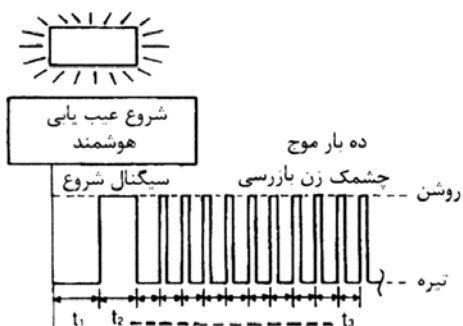 شروع عیب یابی
هوشمند
ده بار موج
سیگنال شروع
چشمک زن بازرسی
روشن
تیره
t₁ t₂ t₃